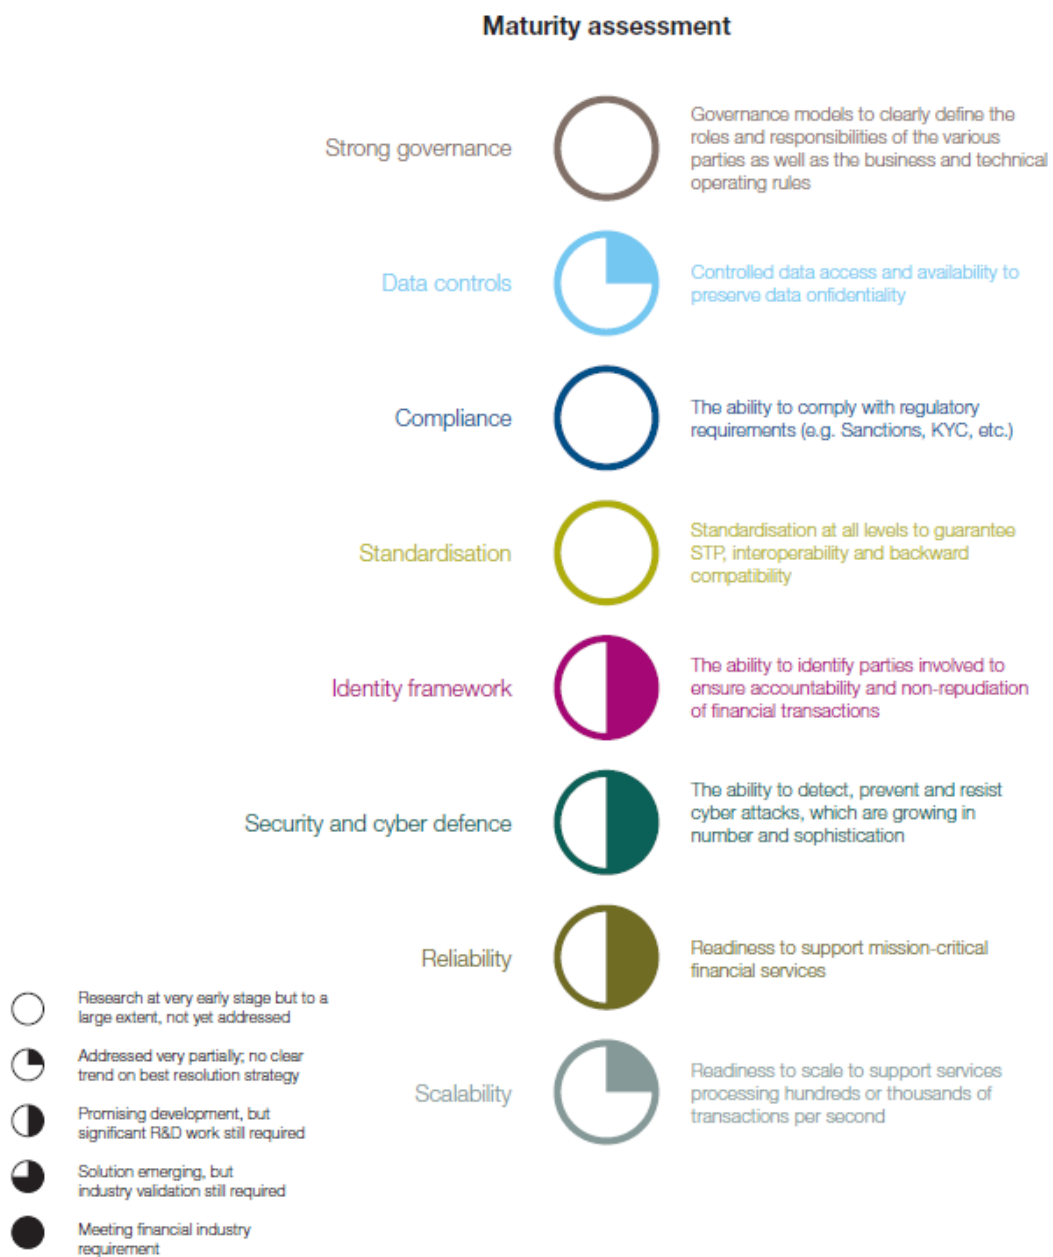 Maturity assessment
Strong governance
Governance models to clearly define the
roles and responsibilities of the various
parties as well as the business and technical
operating rules
Data controls
Controlled data access and availability to
preserve data onfidentiality
Compliance
The ability to comply with regulatory
requirements (e.g. Sanctions, KYC, etc.)
Standardisation
Standardisation at all levels to guarantee
STP, interoperability and backward
compatibility
Identity framework
The ability to identify parties involved to
ensure accountability and non-repudiation
of financial transactions
Security and cyber defence
The ability to detect, prevent and resist
cyber attacks, which are growing in
number and sophistication
Reliability
Readiness to support mission-critical
financial services
Scalability
Readiness to scale to support services
processing hundreds or thousands of
transactions per second
Research at very early stage but to a
large extent, not yet addressed
Addressed very partially; no clear
trend on best resolution strategy
Promising development, but
significant R&D work still required
Solution emerging, but
industry validation still required
Meeting financial industry
requirement